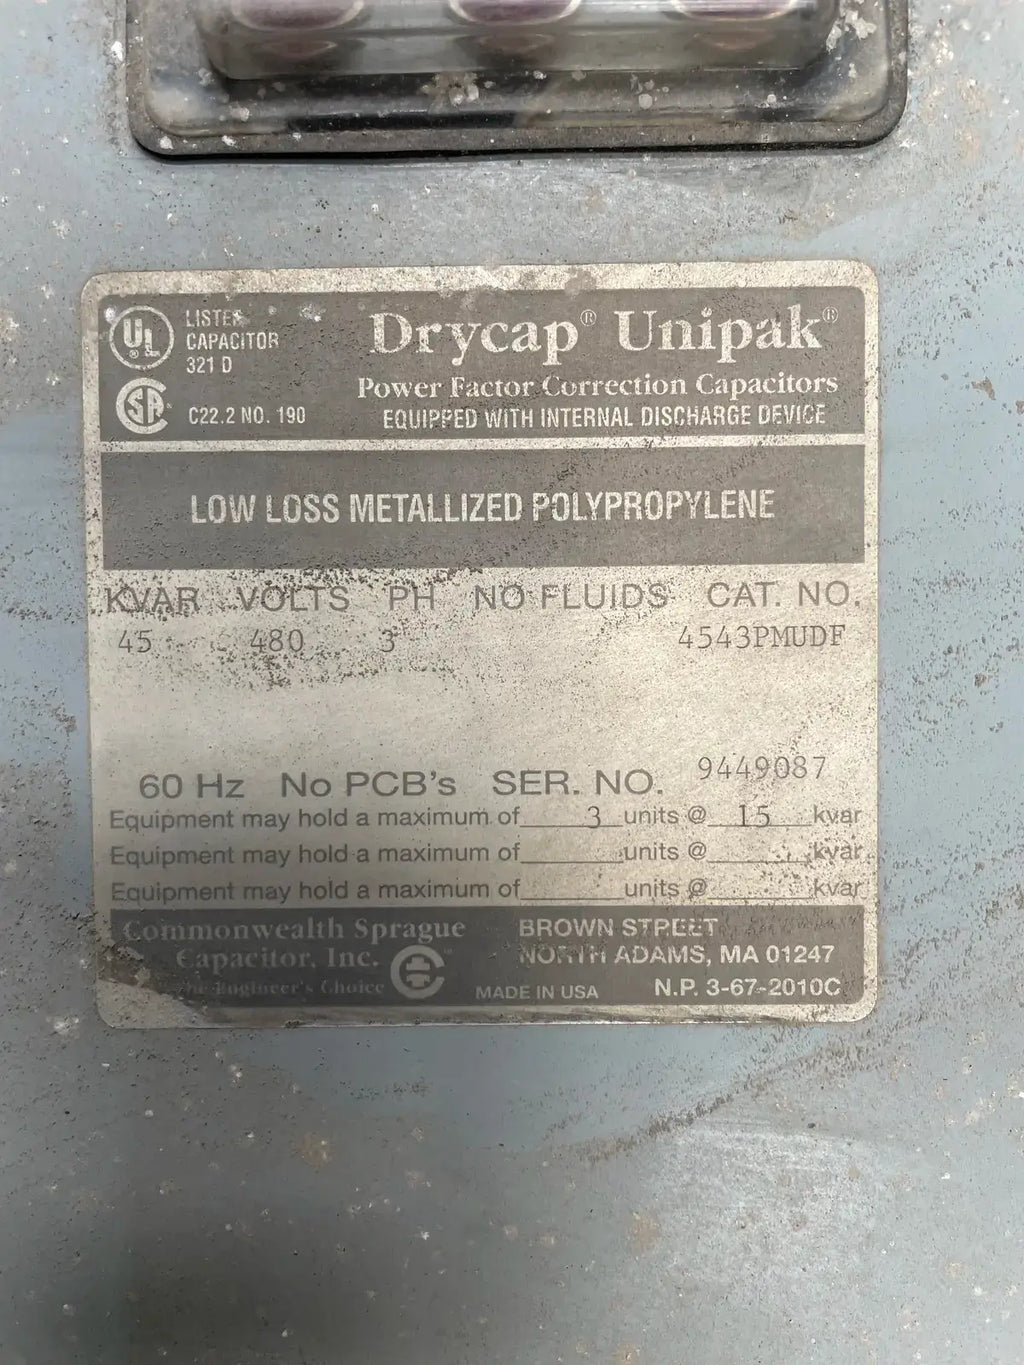 UL
®
LISTED
CAPACITOR
321 D
Drycap® Unipak®
Power Factor Correction Capacitors
C22.2 NO. 190
EQUIPPED WITH INTERNAL DISCHARGE DEVICE
LOW LOSS METALLIZED POLYPROPYLENE
KVAR VOLTS PH NO FLUIDS CAT. NO.
45 480 3 4543PMUDF
60 Hz No PCB's SER. NO. 9449087
Equipment may hold a maximum of 3 units @ 15 kvar
Equipment may hold a maximum of units @ kvar
Equipment may hold a maximum of units @ kvar
Commonwealth Sprague
Capacitor, Inc.
The Engineer's Choice
BROWN STREET
NORTH ADAMS, MA 01247
MADE IN USA N.P. 3-67-2010C